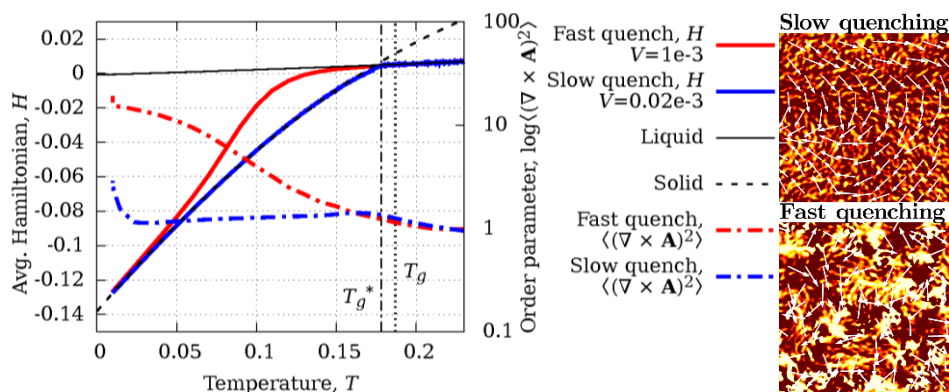 Avg. Hamiltonian, H
0.02
0
-0.02
-0.04
-0.06
-0.08
-0.1
-0.12
-0.14
0
0.05
0.1
0.15
0.2
Temperature, T
T_g^*
T_g
100
10
1
0.1
Order parameter, log⟨(∇ × A)²⟩
Fast quench, H
V=1e-3
Slow quench, H
V=0.02e-3
Liquid
Solid
Fast quench,
⟨(∇ × A)²⟩
Slow quench,
⟨(∇ × A)²⟩
Slow quenching
Fast quenching